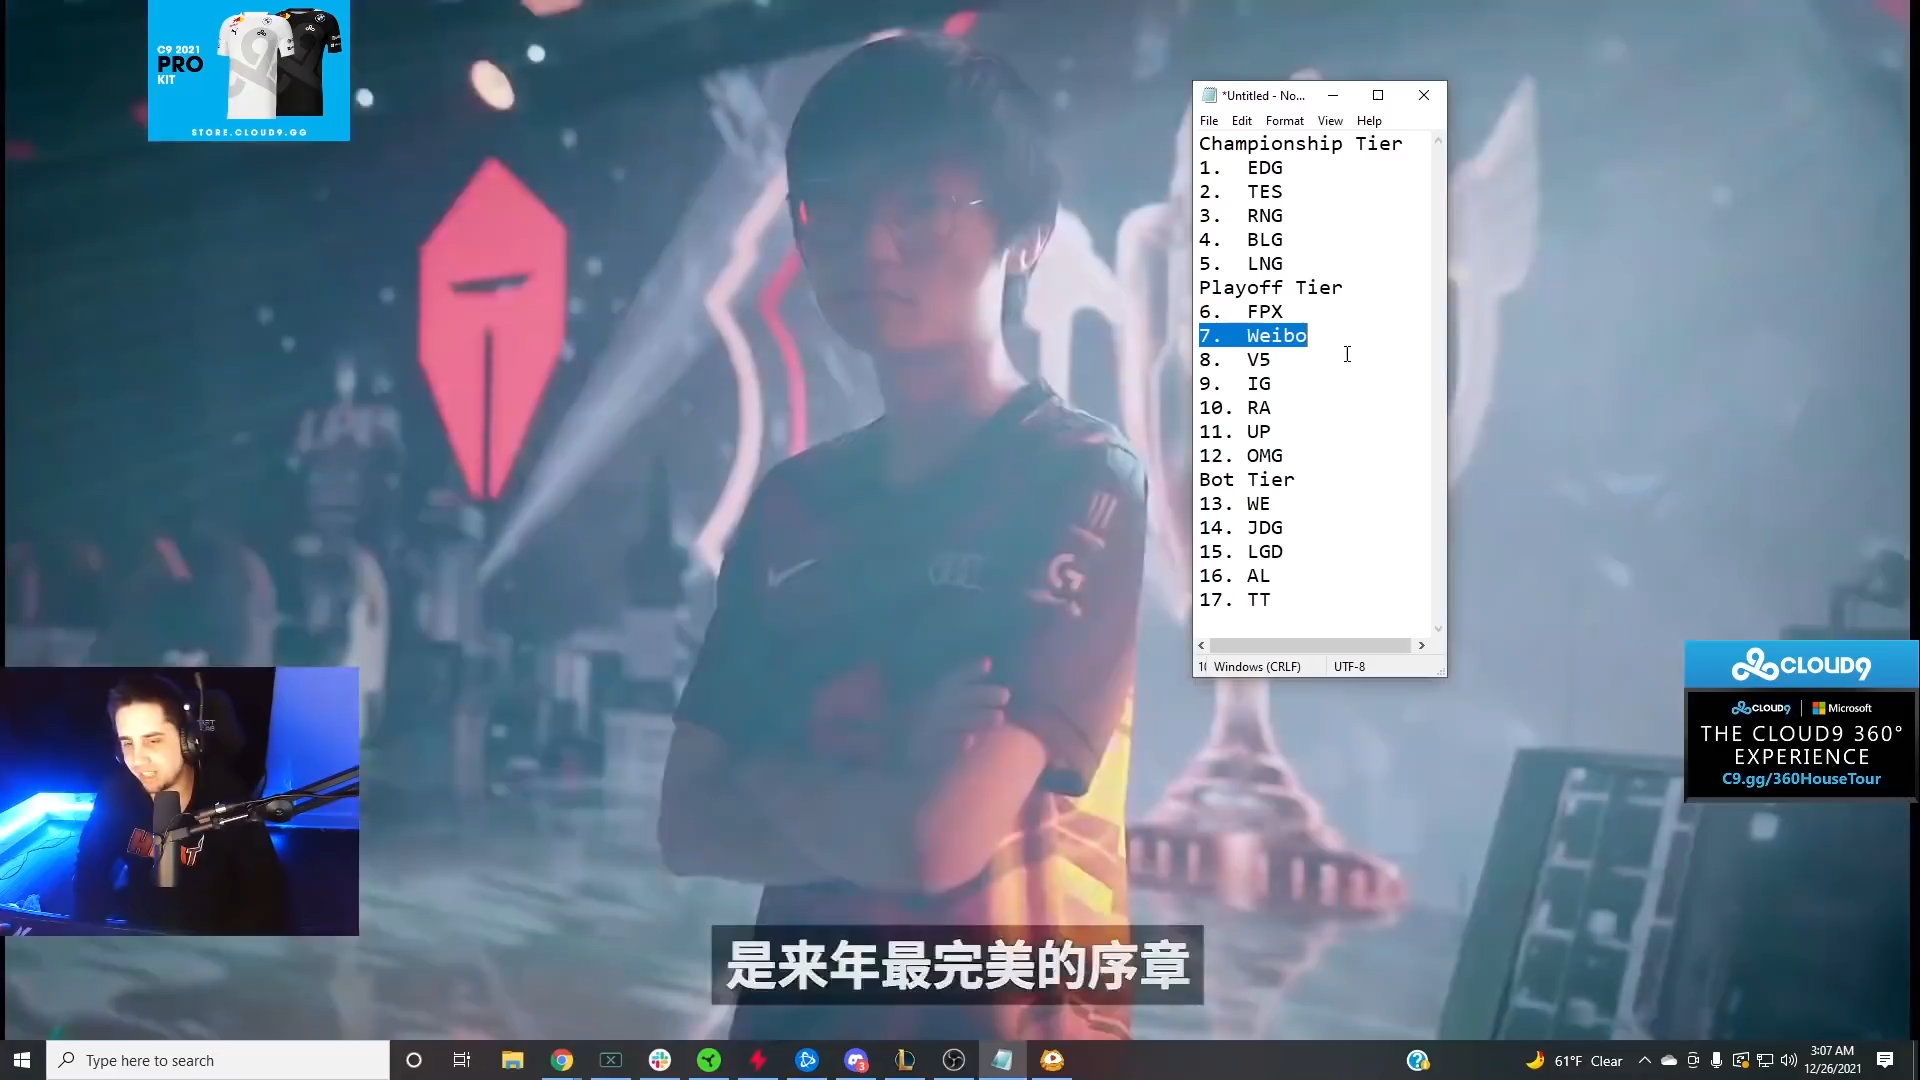 C9 2021
PRO
KIT
STORE.CLOUD9.GG
*Untitled - No...
File Edit Format View Help
Championship Tier
1. EDG
2. TES
3. RNG
4. BLG
5. LNG
Playoff Tier
6. FPX
7. Weibo
8. V5
9. IG
10. RA
11. UP
12. OMG
Bot Tier
13. WE
14. JDG
15. LGD
16. AL
17. TT
Windows (CRLF) UTF-8
CLOUD9
CLOUD9 Microsoft
THE CLOUD9 360°
EXPERIENCE
C9.gg/360HouseTour
是来年最完美的序章
Type here to search
3
61°F Clear
3:07 AM
12/26/2021